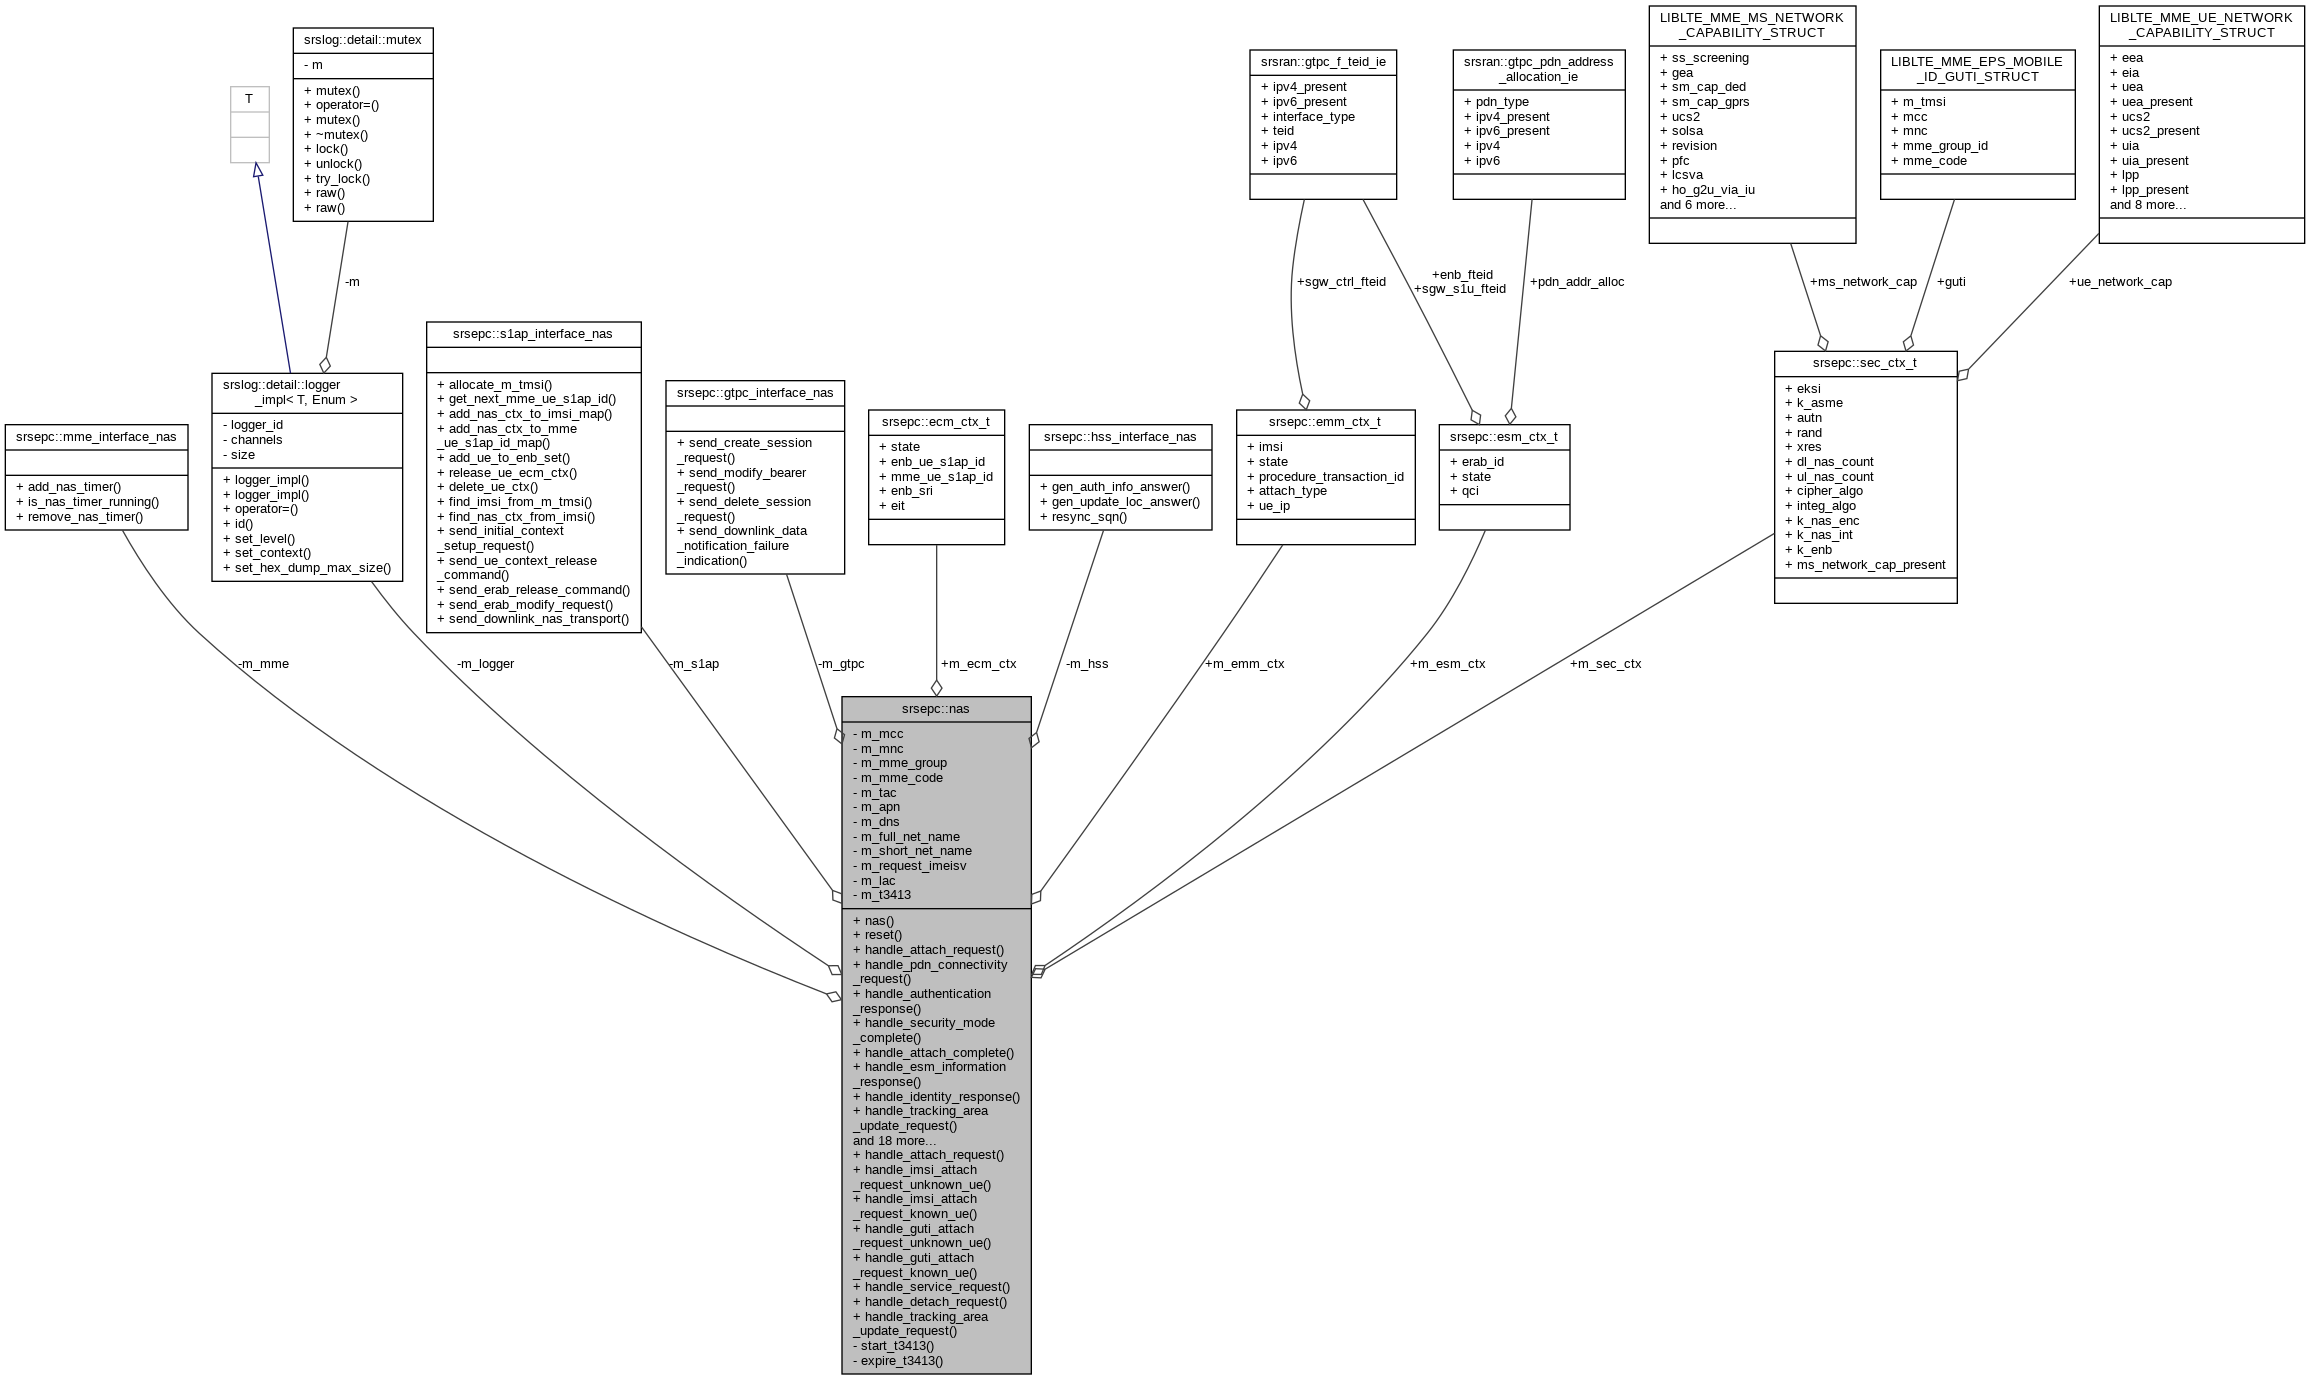 T
srslog::detail::mutex
- m
+ mutex()
+ operator=()
+ mutex()
+ ~mutex()
+ lock()
+ unlock()
+ try_lock()
+ raw()
+ raw()
srsran::gtpc_f_teid_ie
+ ipv4_present
+ ipv6_present
+ interface_type
+ teid
+ ipv4
+ ipv6
srsran::gtpc_pdn_address
_allocation_ie
+ pdn_type
+ ipv4_present
+ ipv6_present
+ ipv4
+ ipv6
LIBLTE_MME_MS_NETWORK
_CAPABILITY_STRUCT
+ ss_screening
+ gea
+ sm_cap_ded
+ sm_cap_gprs
+ ucs2
+ solsa
+ revision
+ pfc
+ lcsva
+ ho_g2u_via_iu
and 6 more...
LIBLTE_MME_EPS_MOBILE
_ID_GUTI_STRUCT
+ m_tmsi
+ mcc
+ mnc
+ mme_group_id
+ mme_code
LIBLTE_MME_UE_NETWORK
_CAPABILITY_STRUCT
+ eea
+ eia
+ uea
+ uea_present
+ ucs2
+ ucs2_present
+ uia
+ uia_present
+ lpp
+ lpp_present
and 8 more...
-m
+sgw_ctrl_fteid
+enb_fteid
+sgw_s1u_fteid
+pdn_addr_alloc
+ms_network_cap
+guti
+ue_network_cap
srsepc::mme_interface_nas
+ add_nas_timer()
+ is_nas_timer_running()
+ remove_nas_timer()
srslog::detail::logger
_impl< T, Enum >
- logger_id
- channels
- size
+ logger_impl()
+ logger_impl()
+ operator=()
+ id()
+ set_level()
+ set_context()
+ set_hex_dump_max_size()
srsepc::s1ap_interface_nas
+ allocate_m_tmsi()
+ get_next_mme_ue_s1ap_id()
+ add_nas_ctx_to_imsi_map()
+ add_nas_ctx_to_mme
_ue_s1ap_id_map()
+ add_ue_to_enb_set()
+ release_ue_ecm_ctx()
+ delete_ue_ctx()
+ find_imsi_from_m_tmsi()
+ find_nas_ctx_from_imsi()
+ send_initial_context
_setup_request()
+ send_ue_context_release
_command()
+ send_erab_release_command()
+ send_erab_modify_request()
+ send_downlink_nas_transport()
srsepc::gtpc_interface_nas
+ send_create_session
_request()
+ send_modify_bearer
_request()
+ send_delete_session
_request()
+ send_downlink_data
_notification_failure
_indication()
srsepc::ecm_ctx_t
+ state
+ enb_ue_s1ap_id
+ mme_ue_s1ap_id
+ enb_sri
+ eit
srsepc::hss_interface_nas
+ gen_auth_info_answer()
+ gen_update_loc_answer()
+ resync_sqn()
srsepc::emm_ctx_t
+ imsi
+ state
+ procedure_transaction_id
+ attach_type
+ ue_ip
srsepc::esm_ctx_t
+ erab_id
+ state
+ qci
srsepc::sec_ctx_t
+ eksi
+ k_asme
+ autn
+ rand
+ xres
+ dl_nas_count
+ ul_nas_count
+ cipher_algo
+ integ_algo
+ k_nas_enc
+ k_nas_int
+ k_enb
+ ms_network_cap_present
-m_mme
-m_logger
-m_s1ap
-m_gtpc
+m_ecm_ctx
-m_hss
+m_emm_ctx
+m_esm_ctx
+m_sec_ctx
srsepc::nas
- m_mcc
- m_mnc
- m_mme_group
- m_mme_code
- m_tac
- m_apn
- m_dns
- m_full_net_name
- m_short_net_name
- m_request_imeisv
- m_lac
- m_t3413
+ nas()
+ reset()
+ handle_attach_request()
+ handle_pdn_connectivity
_request()
+ handle_authentication
_response()
+ handle_security_mode
_complete()
+ handle_attach_complete()
+ handle_esm_information
_response()
+ handle_identity_response()
+ handle_tracking_area
_update_request()
and 18 more...
+ handle_attach_request()
+ handle_imsi_attach
_request_unknown_ue()
+ handle_imsi_attach
_request_known_ue()
+ handle_guti_attach
_request_unknown_ue()
+ handle_guti_attach
_request_known_ue()
+ handle_service_request()
+ handle_detach_request()
+ handle_tracking_area
_update_request()
- start_t3413()
- expire_t3413()